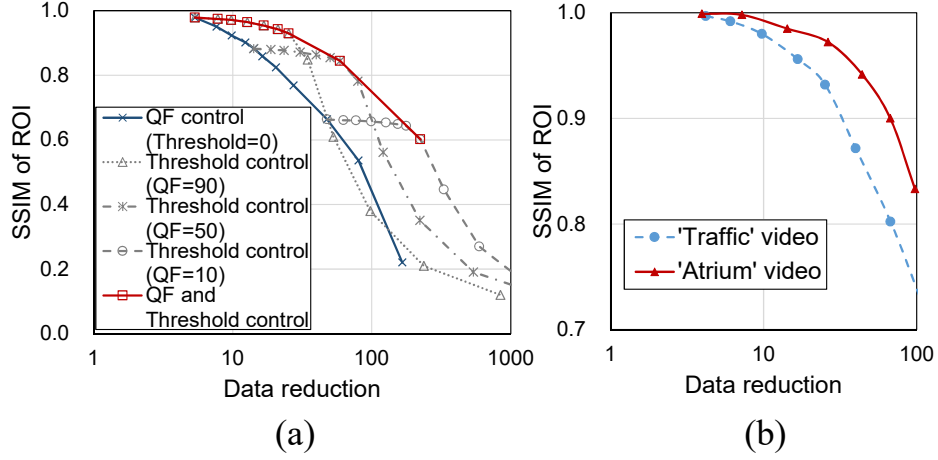 1.0
0.8
0.6
0.4
0.2
0.0
SSIM of ROI
QF control
(Threshold=0)
Threshold control
(QF=90)
Threshold control
(QF=50)
Threshold control
(QF=10)
QF and
Threshold control
1 10 100 1000
Data reduction
(a)
1.0
0.9
0.8
0.7
SSIM of ROI
'Traffic' video
'Atrium' video
1 10 100
Data reduction
(b)